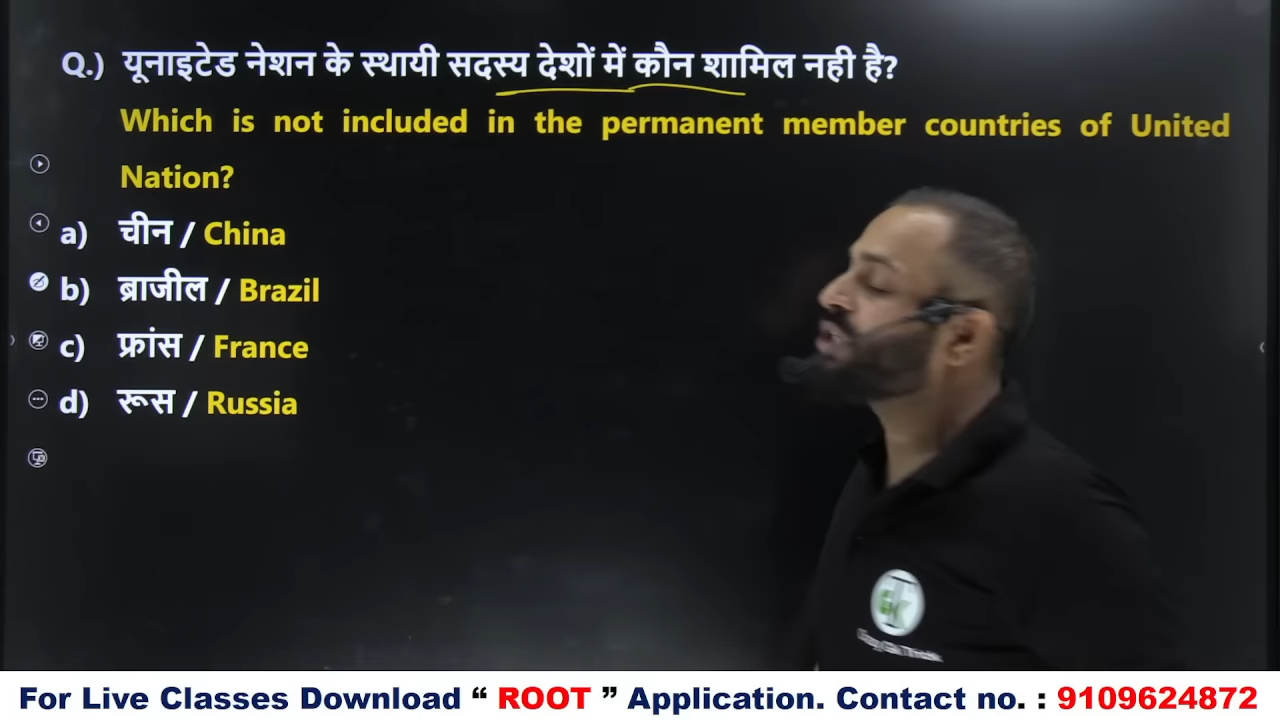 Q.) यूनाइटेड नेशन के स्थायी सदस्य देशों में कौन शामिल नही है?
Which is not included in the permanent member countries of United
Nation?
a) चीन / China
b) ब्राजील / Brazil
c) फ्रांस / France
d) रूस / Russia
For Live Classes Download “ ROOT ” Application. Contact no. : 9109624872